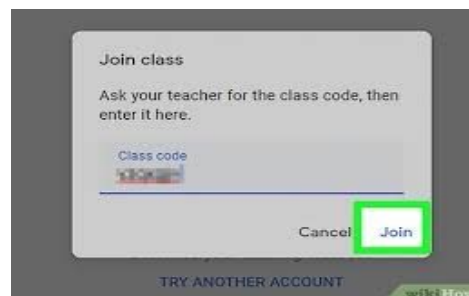 Join class
Ask your teacher for the class code, then
enter it here.
Class code
Cancel Join
TRY ANOTHER ACCOUNT
wikiHow